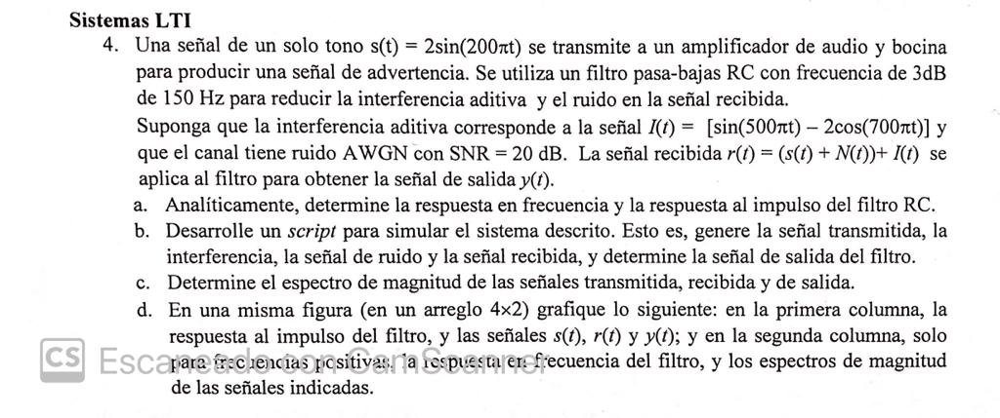 Sistemas LTI
4. Una señal de un solo tono s(t) = 2sin(200πt) se transmite a un amplificador de audio y bocina
para producir una señal de advertencia. Se utiliza un filtro pasa-bajas RC con frecuencia de 3dB
de 150 Hz para reducir la interferencia aditiva y el ruido en la señal recibida.
Suponga que la interferencia aditiva corresponde a la señal I(t) = [sin(500πt) – 2cos(700πt)] y
que el canal tiene ruido AWGN con SNR = 20 dB. La señal recibida r(t) = (s(t) + N(t))+ I(t) se
aplica al filtro para obtener la señal de salida y(t).
a. Analíticamente, determine la respuesta en frecuencia y la respuesta al impulso del filtro RC.
b. Desarrolle un script para simular el sistema descrito. Esto es, genere la señal transmitida, la
interferencia, la señal de ruido y la señal recibida, y determine la señal de salida del filtro.
c. Determine el espectro de magnitud de las señales transmitida, recibida y de salida.
d. En una misma figura (en un arreglo 4×2) grafique lo siguiente: en la primera columna, la
respuesta al impulso del filtro, y las señales s(t), r(t) y y(t); y en la segunda columna, solo
para frecuencias positivas, la respuesta en frecuencia del filtro, y los espectros de magnitud
de las señales indicadas.
CS Escaneado con CamScanner